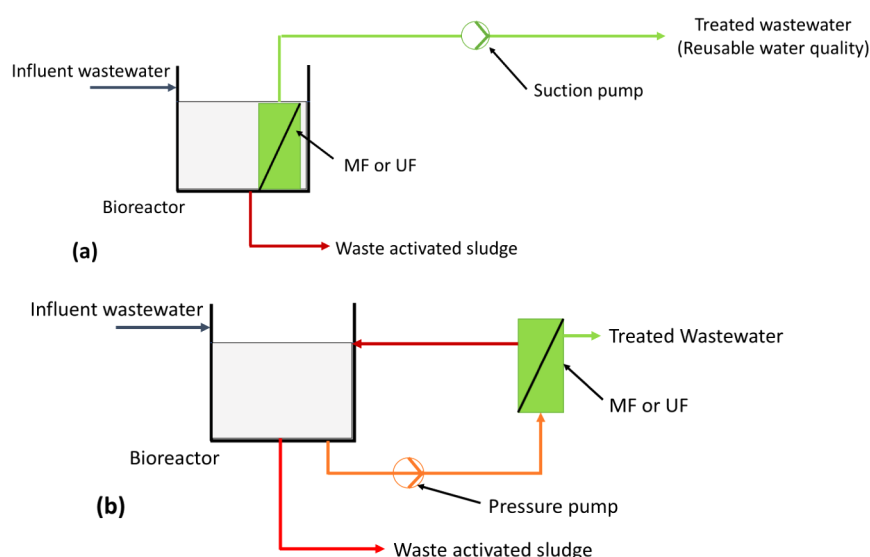 Treated wastewater
(Reusable water quality)
Influent wastewater
Suction pump
MF or UF
Bioreactor
(a)
Waste activated sludge
Influent wastewater
Treated Wastewater
MF or UF
Bioreactor
Pressure pump
(b)
Waste activated sludge